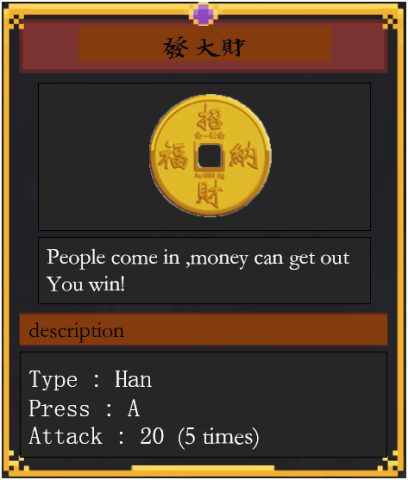 發大財
招
福 納
財
People come in ,money can get out
You win!
description
Type : Han
Press : A
Attack : 20 (5 times)